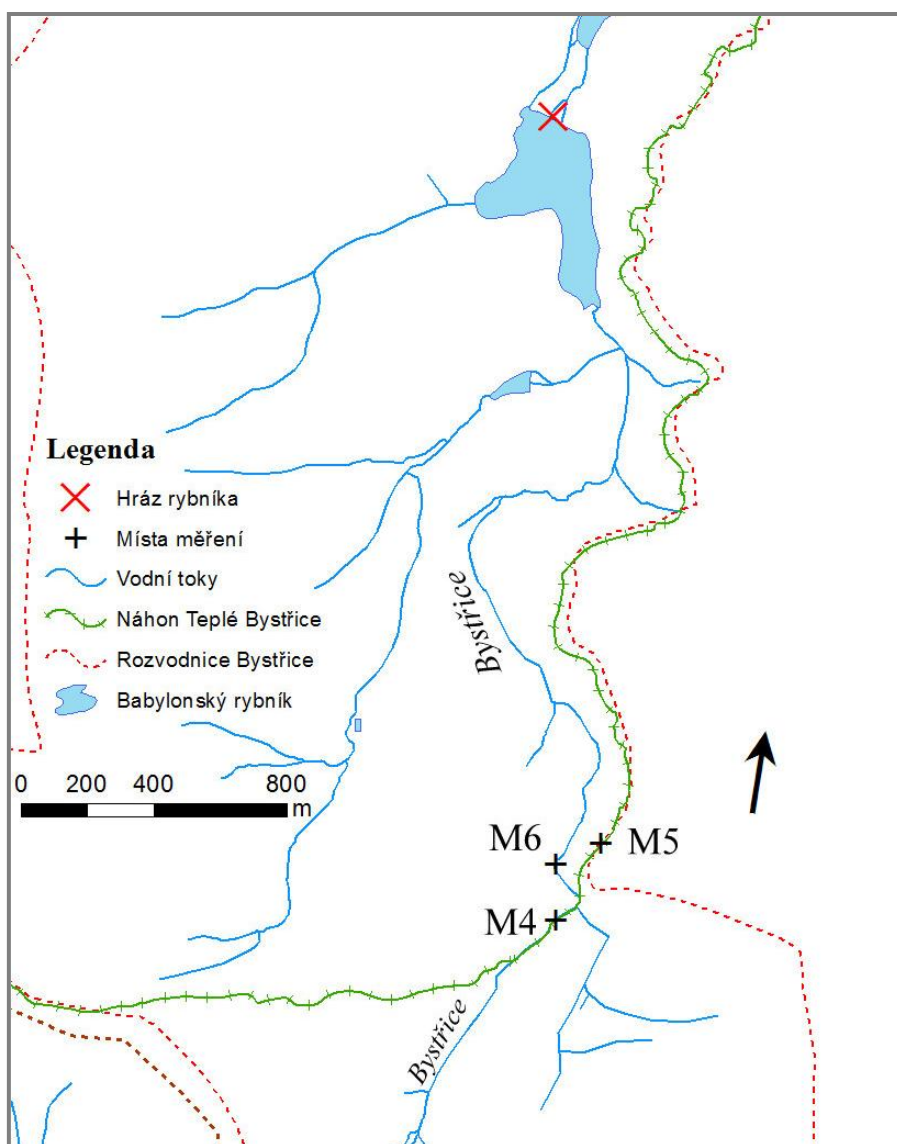 Legenda
Hráz rybníka
Místa měření
Vodní toky
Náhon Teplé Bystřice
Rozvodnice Bystřice
Babylonský rybník
0 200 400 800
m
Bystřice
M6
M5
M4
Bystřice